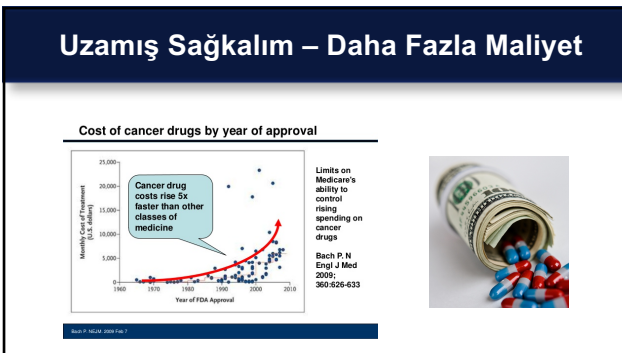 Uzamış Sağkalım – Daha Fazla Maliyet
Cost of cancer drugs by year of approval
25,000
20,000
15,000
10,000
5,000
0
Monthly Cost of Treatment
(U.S. dollars)
Cancer drug
costs rise 5x
faster than other
classes of
medicine
1960
1970
1980
1990
2000
2010
Year of FDA Approval
Limits on
Medicare's
ability to
control
rising
spending on
cancer
drugs
Bach P. N
Engl J Med
2009;
360:626-633
Bach P. NEJM. 2009 Feb 7